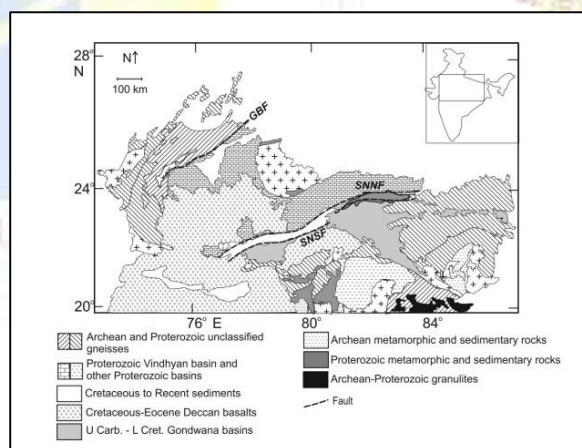 28°
N
N↑
100 km
GBF
24°
SNNF
SNSF
20°
76° E
80°
84°
Archean and Proterozoic unclassified
gneisses
Proterozoic Vindhyan basin and
other Proterozoic basins
Cretaceous to Recent sediments
Cretaceous-Eocene Deccan basalts
U Carb. - L Cret. Gondwana basins
Archean metamorphic and sedimentary rocks
Proterozoic metamorphic and sedimentary rocks
Archean-Proterozoic granulites
Fault